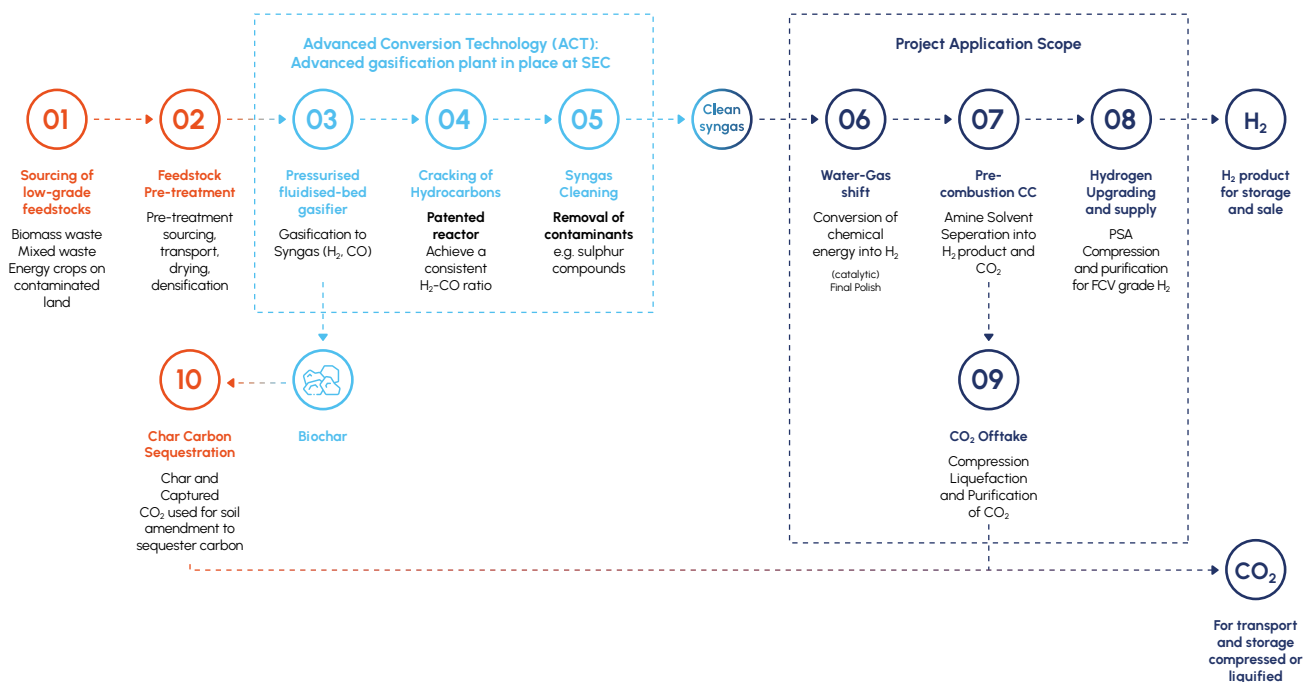 Advanced Conversion Technology (ACT):
Advanced gasification plant in place at SEC
Project Application Scope
01
Sourcing of
low-grade
feedstocks
Biomass waste
Mixed waste
Energy crops on
contaminated
land
02
Feedstock
Pre-treatment
Pre-treatment
sourcing,
transport,
drying,
densification
03
Pressurised
fluidised-bed
gasifier
Gasification to
Syngas (H₂, CO)
04
Cracking of
Hydrocarbons
Patented
reactor
Achieve a
consistent
H₂-CO ratio
05
Syngas
Cleaning
Removal of
contaminants
e.g. sulphur
compounds
Clean
syngas
06
Water-Gas
shift
Conversion of
chemical
energy into H₂
(catalytic)
Final Polish
07
Pre-
combustion CC
Amine Solvent
Seperation into
H₂ product and
CO₂
08
Hydrogen
Upgrading
and supply
PSA
Compression
and purification
for FCV grade H₂
H₂
H₂ product
for storage
and sale
10
Char Carbon
Sequestration
Char and
Captured
CO₂ used for soil
amendment to
sequester carbon
Biochar
09
CO₂ Offtake
Compression
Liquefaction
and Purification
of CO₂
CO₂
For transport
and storage
compressed or
liquified